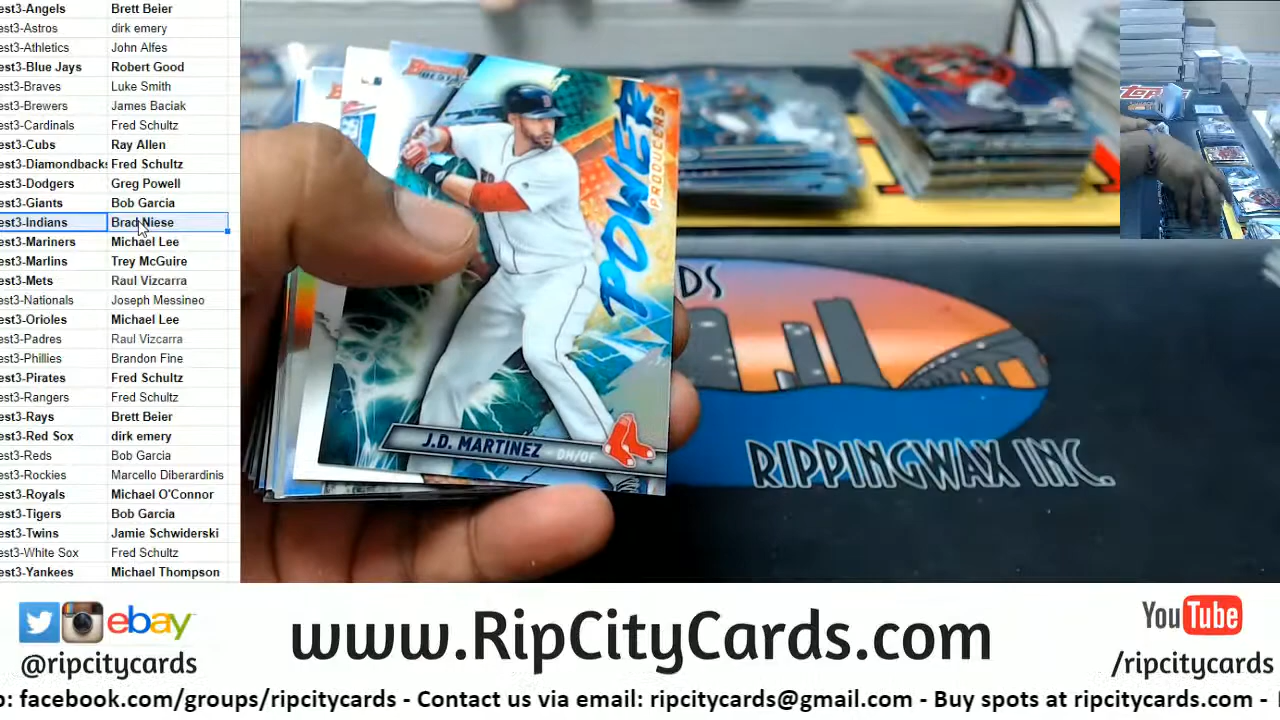 est3-Angels Brett Beier
est3-Astros dirk emery
est3-Athletics John Alfes
est3-Blue Jays Robert Good
est3-Braves Luke Smith
est3-Brewers James Baciak
est3-Cardinals Fred Schultz
est3-Cubs Ray Allen
est3-Diamondbacks Fred Schultz
est3-Dodgers Greg Powell
est3-Giants Bob Garcia
est3-Indians Brad Niese
est3-Mariners Michael Lee
est3-Marlins Trey McGuire
est3-Mets Raul Vizcarra
est3-Nationals Joseph Messineo
est3-Orioles Michael Lee
est3-Padres Raul Vizcarra
est3-Phillies Brandon Fine
est3-Pirates Fred Schultz
est3-Rangers Fred Schultz
est3-Rays Brett Beier
est3-Red Sox dirk emery
est3-Reds Bob Garcia
est3-Rockies Marcello Diberardinis
est3-Royals Michael O'Connor
est3-Tigers Bob Garcia
est3-Twins Jamie Schwiderski
est3-White Sox Fred Schultz
est3-Yankees Michael Thompson
Bowman's
BEST
POWER
PRODUCERS
J.D. MARTINEZ - DH/OF
DS
RIPPINGWAX INC.
TOPPS
ebay
@ripcitycards
www.RipCityCards.com
YouTube
/ripcitycards
p: facebook.com/groups/ripcitycards - Contact us via email: ripcitycards@gmail.com - Buy spots at ripcitycards.com -